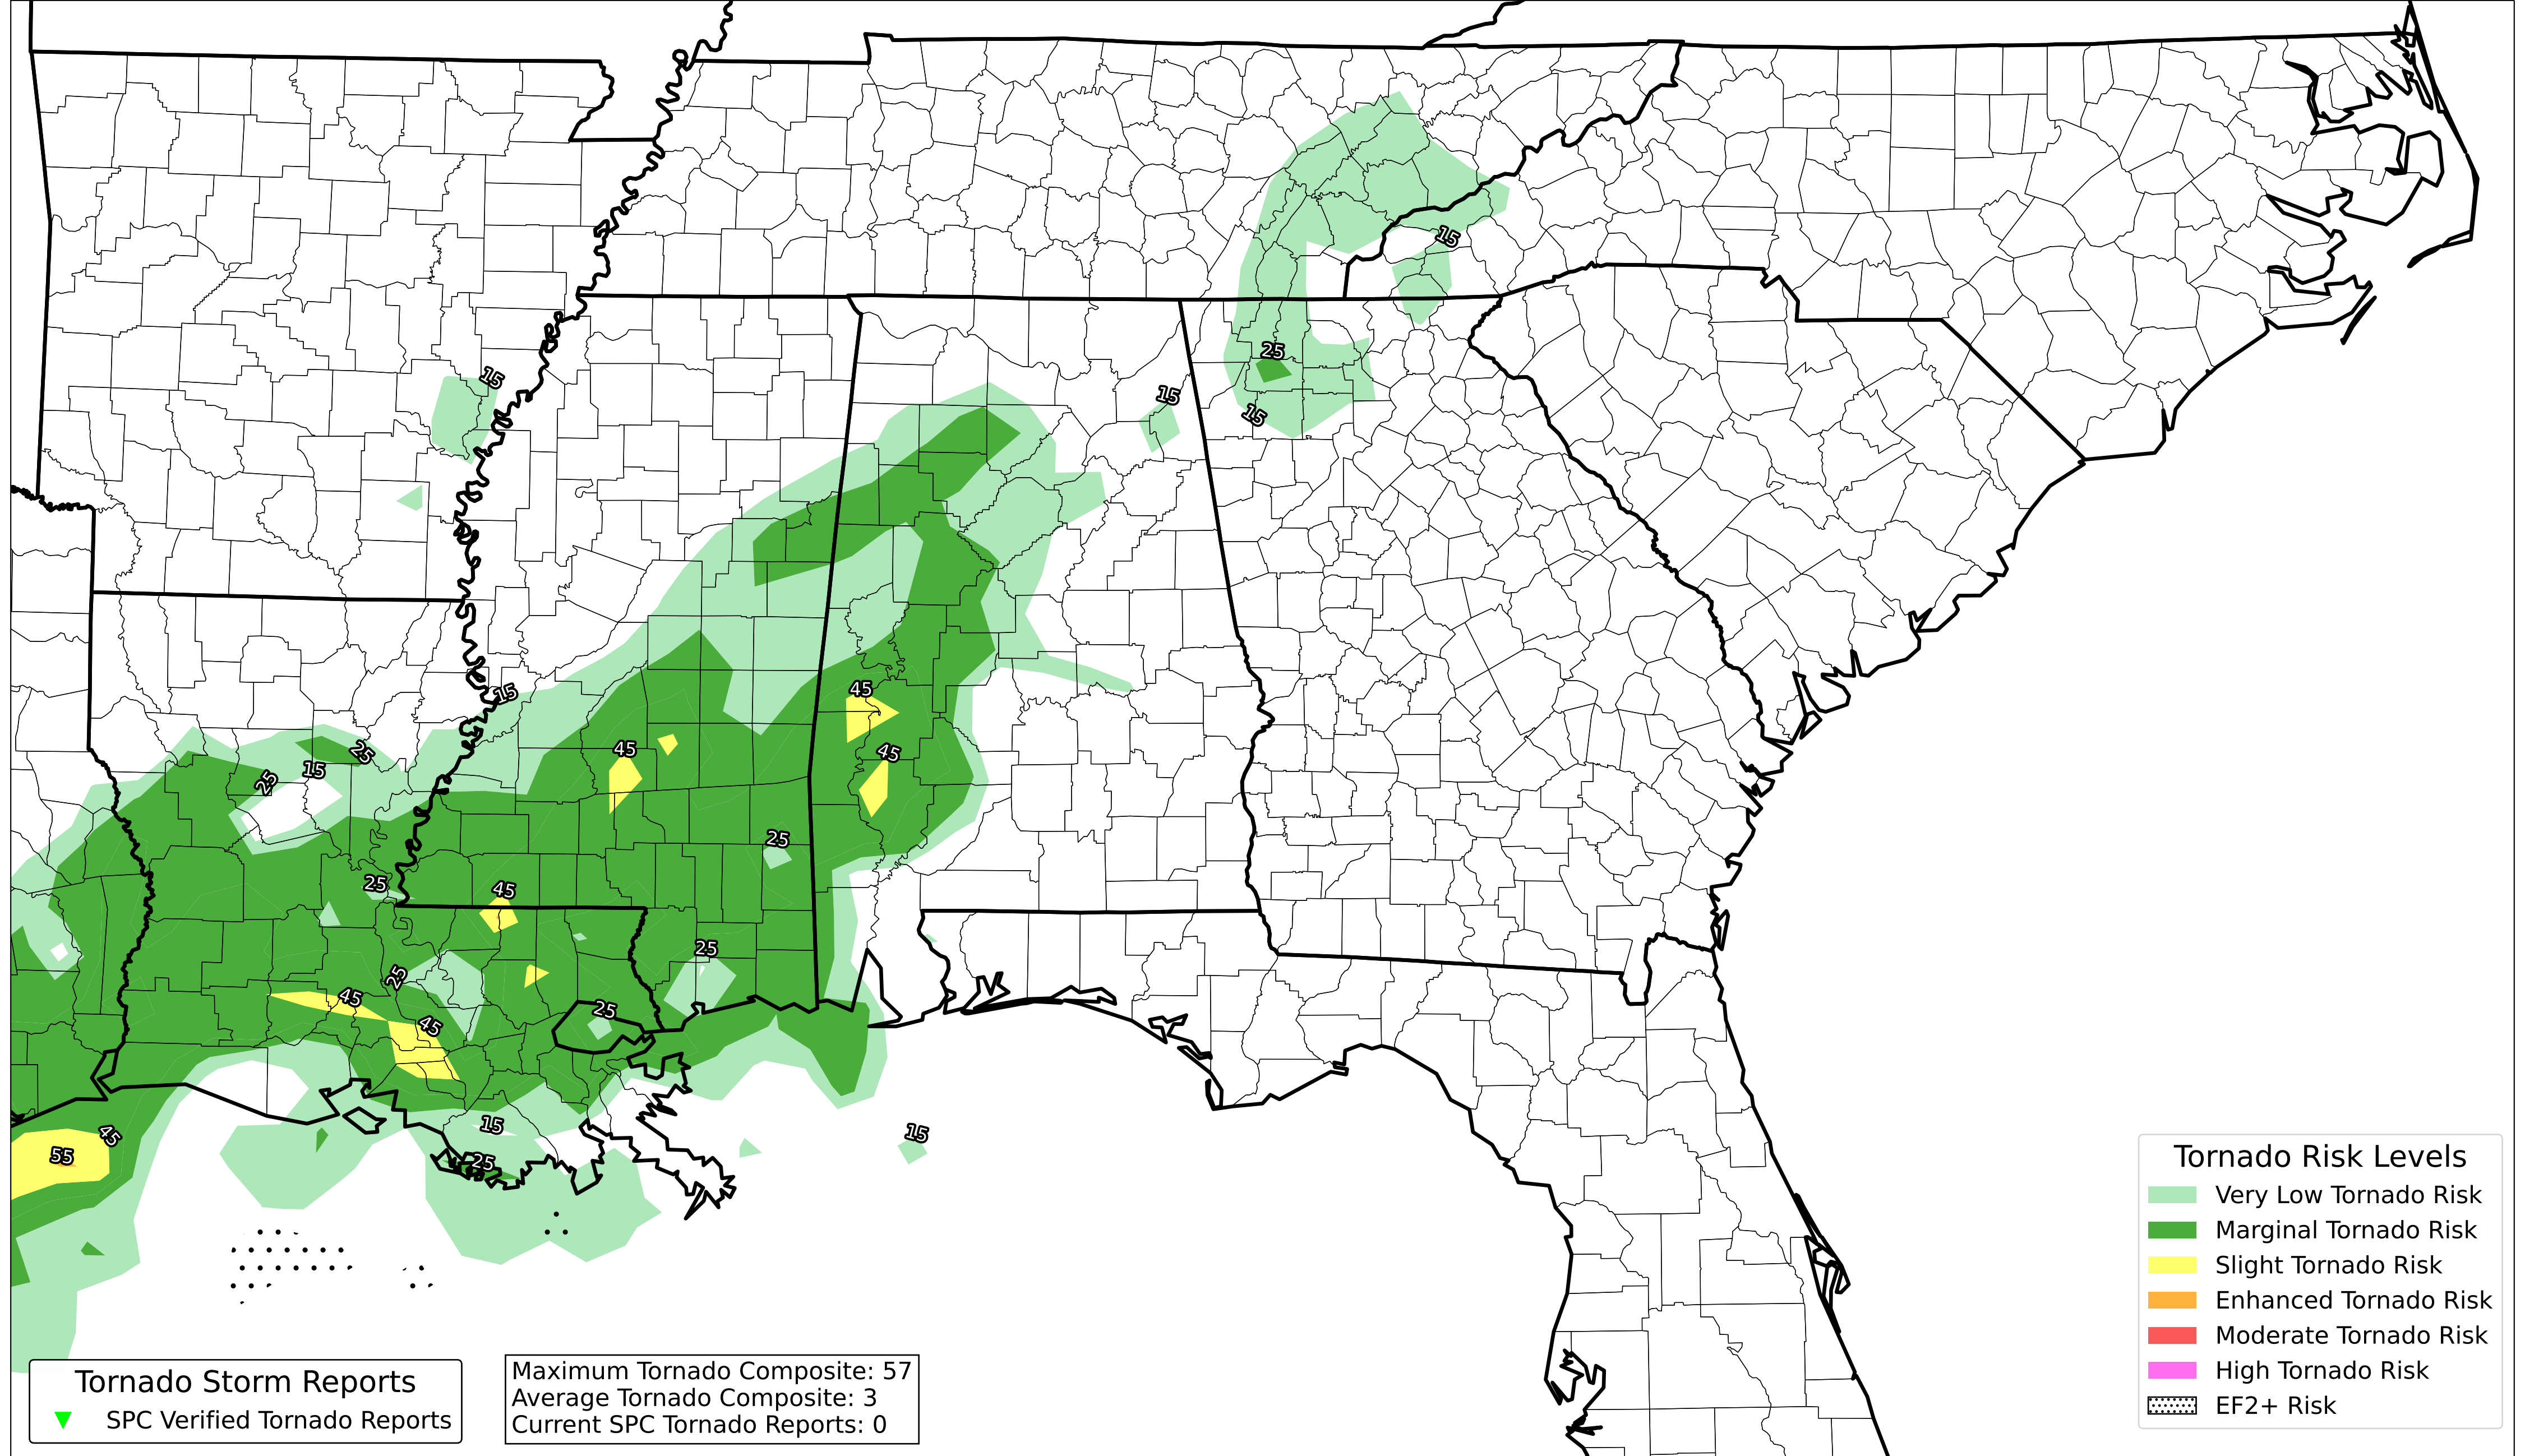 15
15
25
15
15
15
45
45
45
25
15
25
45
25
25
45
25
25
45
25
45
15
15
45
55
25
Tornado Risk Levels
Very Low Tornado Risk
Marginal Tornado Risk
Slight Tornado Risk
Enhanced Tornado Risk
Moderate Tornado Risk
High Tornado Risk
EF2+ Risk
Tornado Storm Reports
SPC Verified Tornado Reports
Maximum Tornado Composite: 57
Average Tornado Composite: 3
Current SPC Tornado Reports: 0